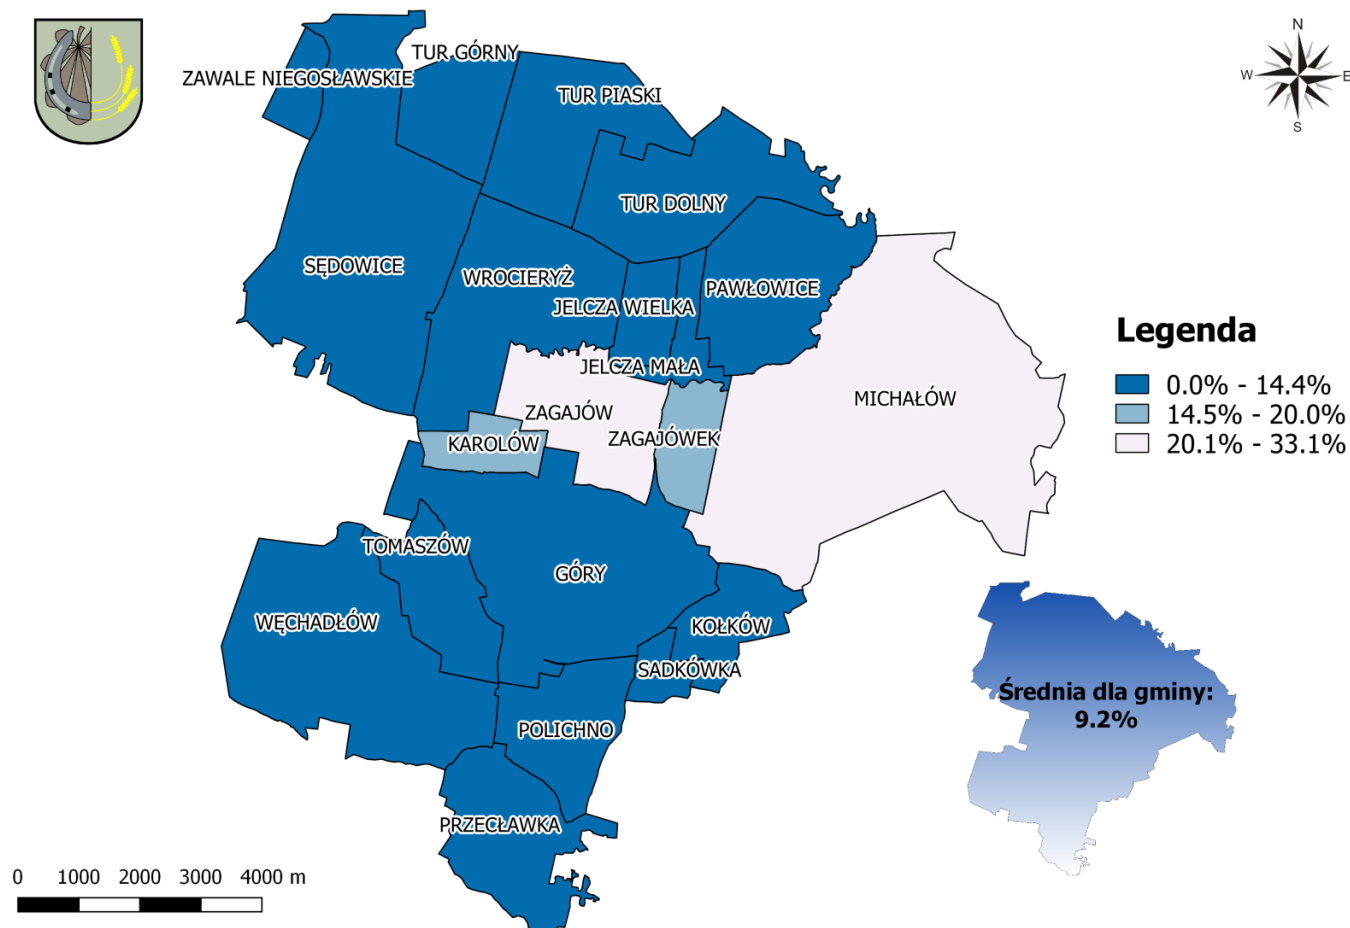 N
W
E
S
TUR GÓRNY
ZAWALE NIEGOSŁAWSKIE
TUR PIASKI
TUR DOLNY
SĘDOWICE
WROCIERYŻ
PAWŁOWICE
JELCZA WIELKA
JELCZA MAŁA
MICHAŁÓW
ZAGAJÓW
ZAGAJÓWEK
KAROLÓW
TOMASZÓW
GÓRY
WĘCHADŁÓW
KOŁKÓW
SADKÓWKA
POLICHNO
PRZECŁAWKA
Legenda
0.0% - 14.4%
14.5% - 20.0%
20.1% - 33.1%
Średnia dla gminy:
9.2%
0 1000 2000 3000 4000 m